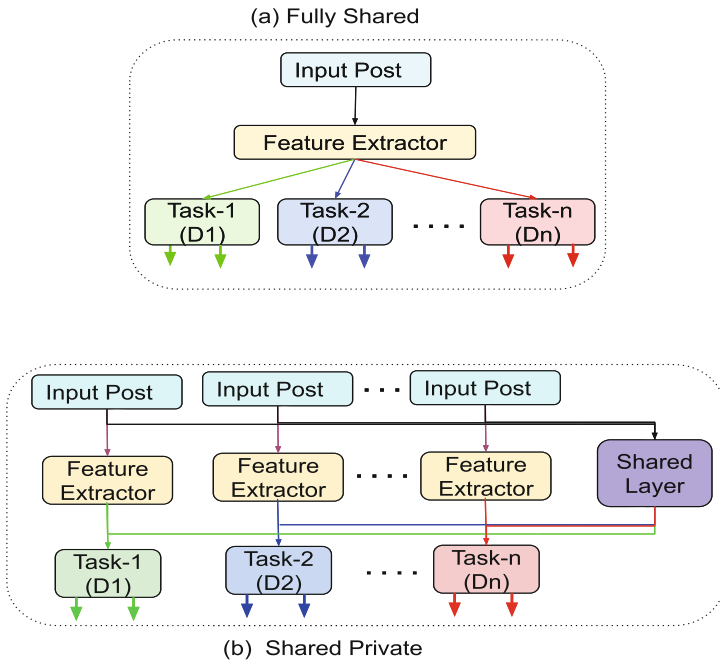 (a) Fully Shared
Input Post
Feature Extractor
Task-1
(D1)
Task-2
(D2)
. . . .
Task-n
(Dn)
Input Post
Input Post
. . . .
Input Post
Feature
Extractor
Feature
Extractor
. . . .
Feature
Extractor
Shared
Layer
Task-1
(D1)
Task-2
(D2)
. . . .
Task-n
(Dn)
(b) Shared Private